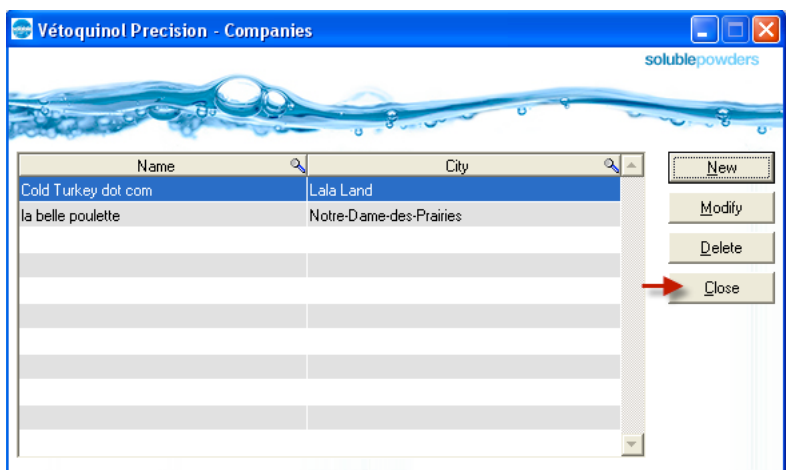 Vétoquinol Precision - Companies
solublepowders
Name City
Cold Turkey dot com Lala Land
la belle poulette Notre-Dame-des-Prairies
New
Modify
Delete
Close